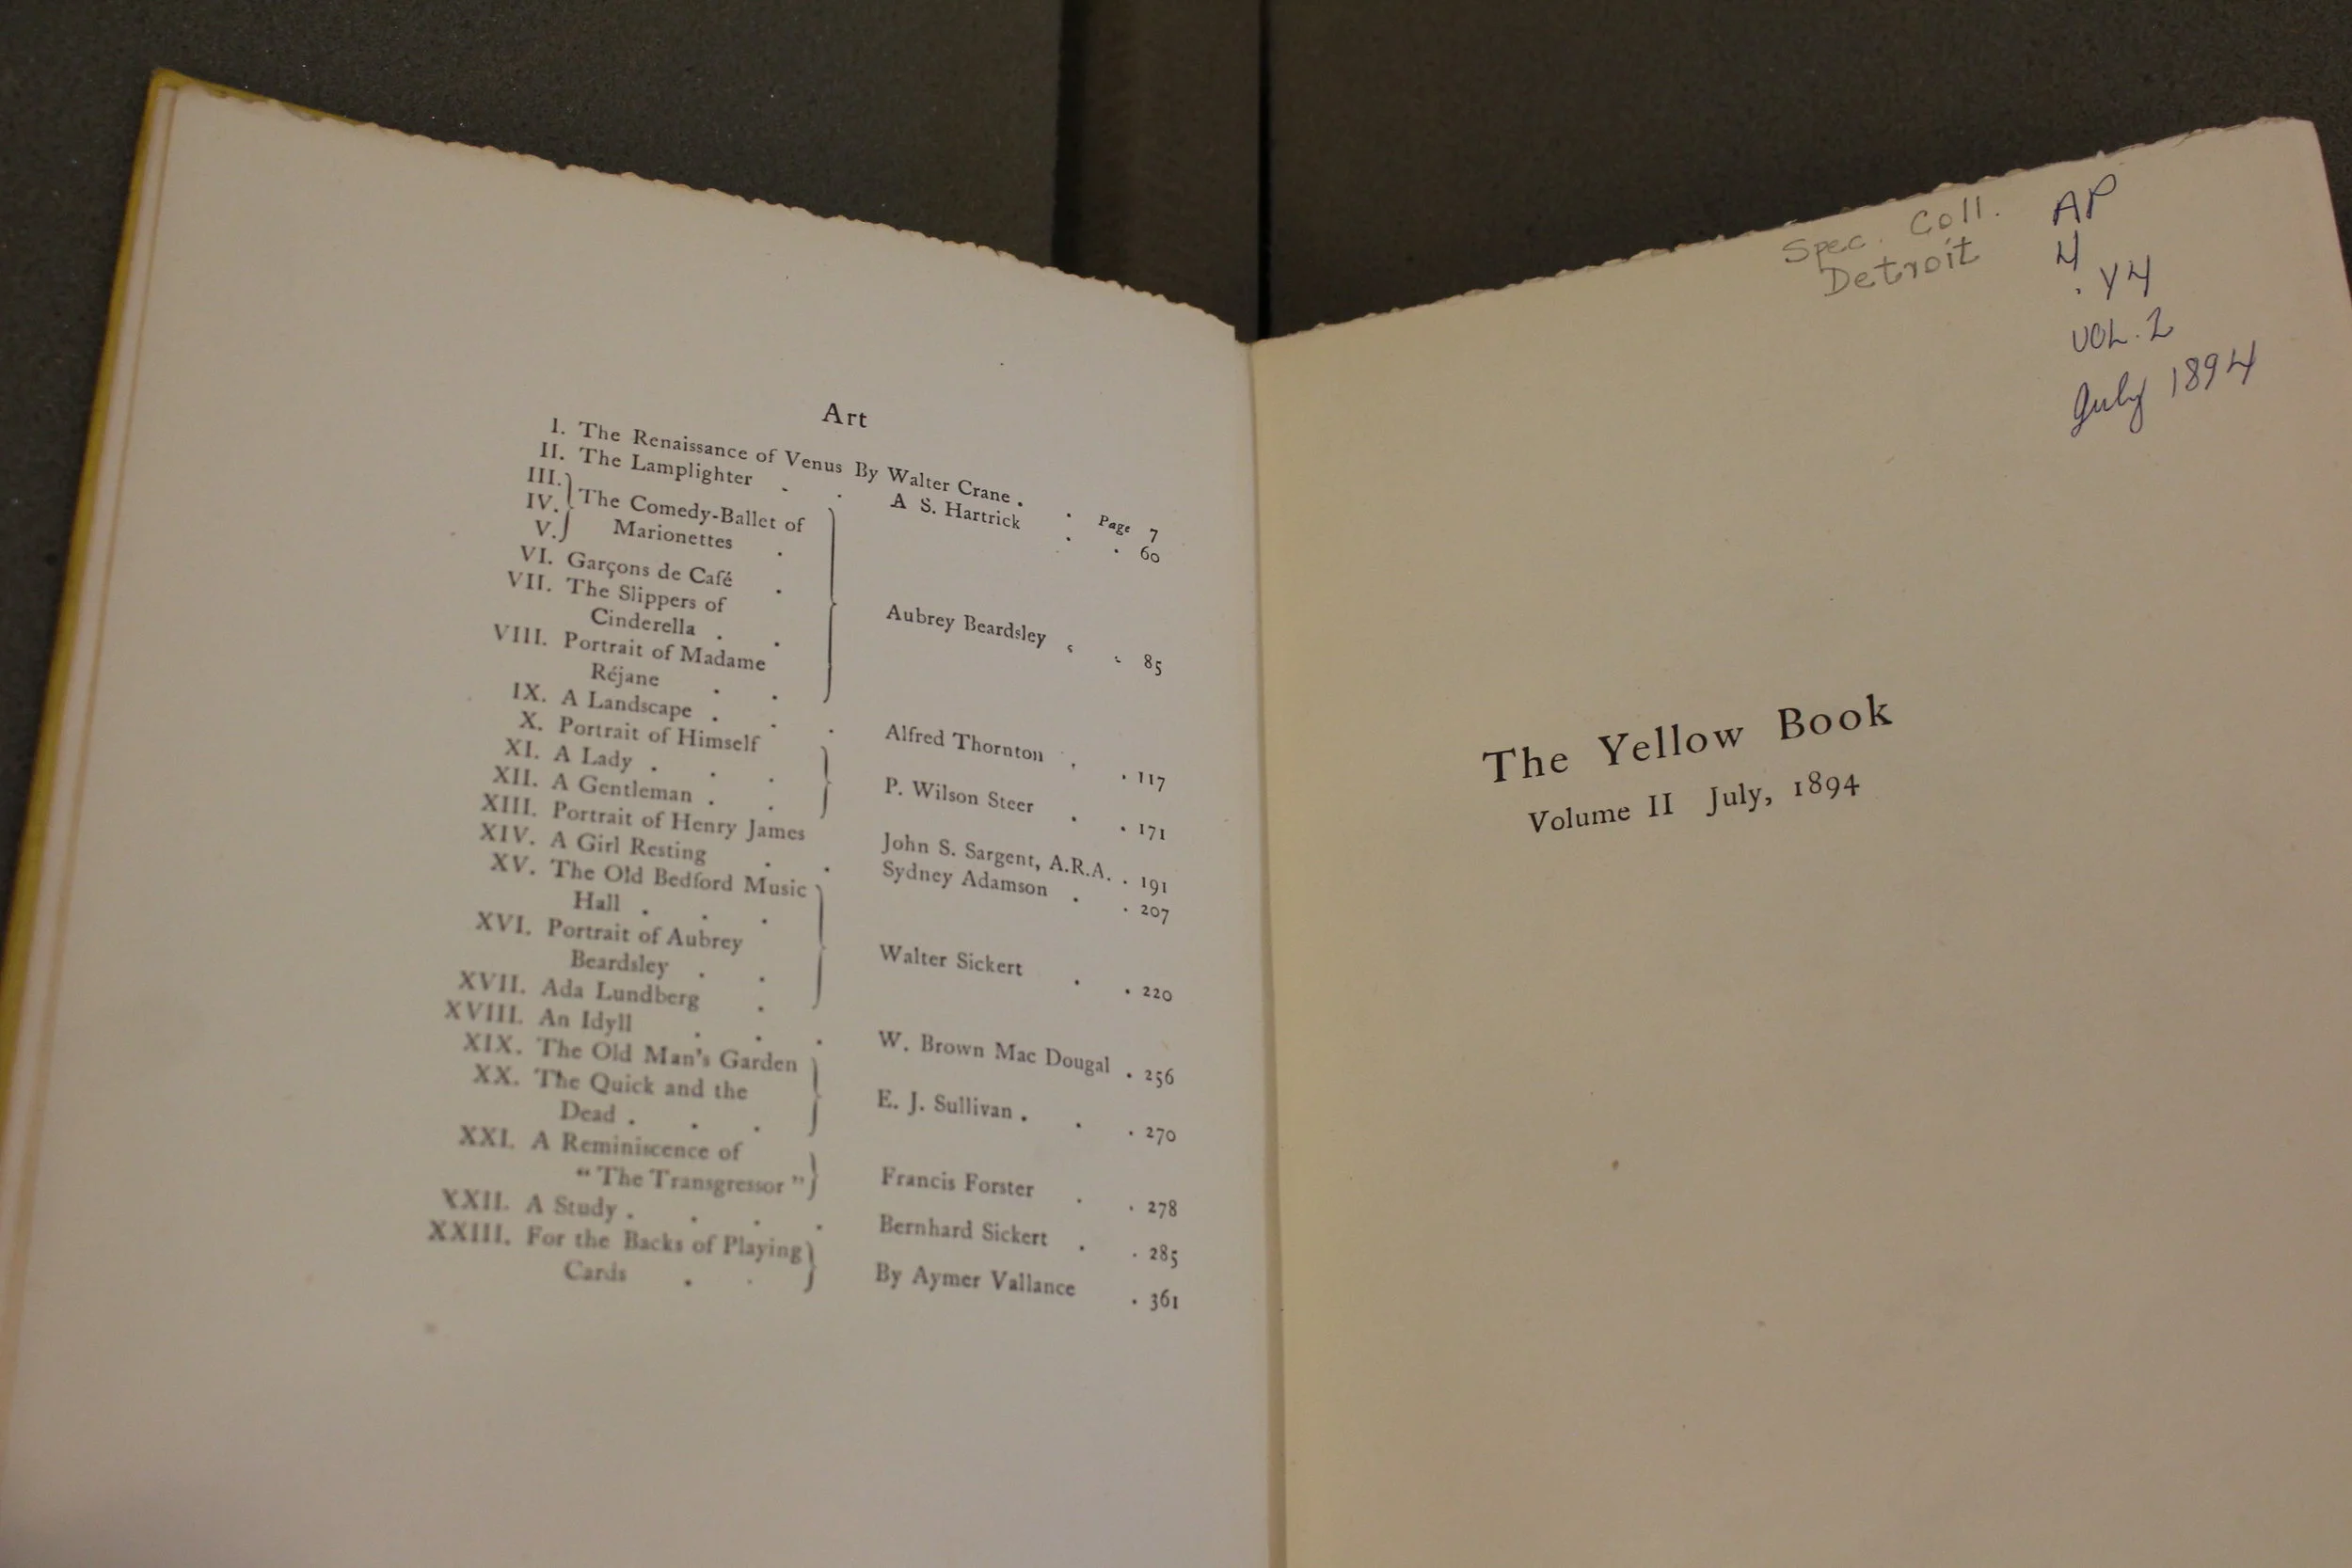 Art
I. The Renaissance of Venus By Walter Crane . . Page 7
II. The Lamplighter . . A S. Hartrick . . 60
III. } The Comedy-Ballet of
IV.
V. Marionettes .
VI. Garçons de Café .
VII. The Slippers of
Cinderella . . Aubrey Beardsley . . 85
VIII. Portrait of Madame
Réjane . .
IX. A Landscape . . . Alfred Thornton . . 117
X. Portrait of Himself
XI. A Lady . . . } P. Wilson Steer . . 171
XII. A Gentleman . .
XIII. Portrait of Henry James John S. Sargent, A.R.A. . 191
XIV. A Girl Resting . . Sydney Adamson . . 207
XV. The Old Bedford Music
Hall . . .
XVI. Portrait of Aubrey } Walter Sickert . . 220
Beardsley . .
XVII. Ada Lundberg .
XVIII. An Idyll . . . W. Brown Mac Dougal . 256
XIX. The Old Man's Garden
XX. The Quick and the } E. J. Sullivan . . . 270
Dead . . .
XXI. A Reminiscence of
"The Transgressor" } Francis Forster . . 278
XXII. A Study . . . . Bernhard Sickert . . 285
XXIII. For the Backs of Playing
Cards . . } By Aymer Vallance . 361
Spec. Coll.
Detroit
AP
4
.Y4
VOL. 2
July 1894
The Yellow Book
Volume II July, 1894